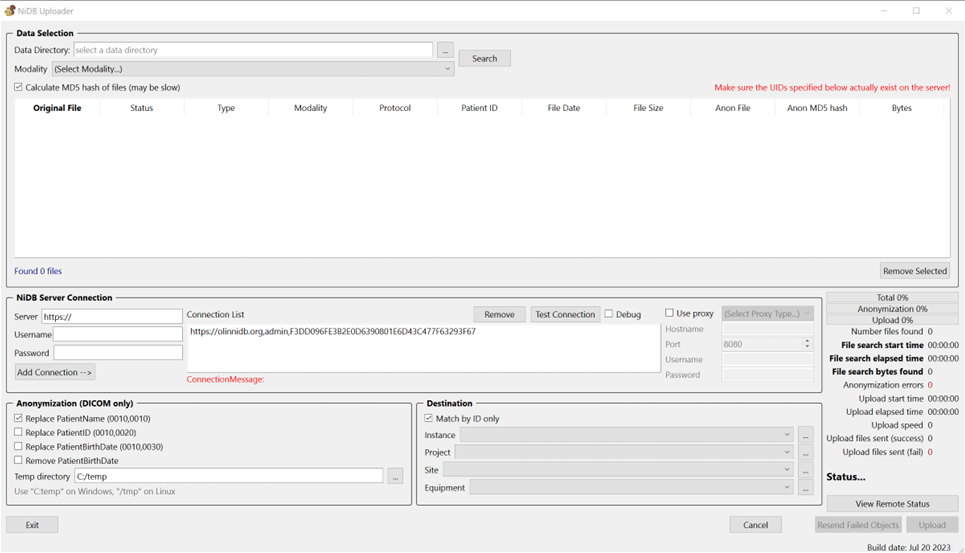 NiDB Uploader
Data Selection
Data Directory: select a data directory ...
Search
Modality (Select Modality...)
Calculate MD5 hash of files (may be slow) Make sure the UIDs specified below actually exist on the server!
Original File Status Type Modality Protocol Patient ID File Date File Size Anon File Anon MD5 hash Bytes
Found 0 files
Remove Selected
NiDB Server Connection
Server https://
Username
Password
Add Connection -->
Connection List
Remove Test Connection Debug
https://olinnidb.org,admin,F3DD096FE3B2E0D6390801E6D43C477F63293F67
ConnectionMessage:
Use proxy (Select Proxy Type...)
Hostname
Port 8080
Username
Password
Total 0%
Anonymization 0%
Upload 0%
Number files found 0
File search start time 00:00:00
File search elapsed time 00:00:00
File search bytes found 0
Anonymization errors 0
Upload start time 00:00:00
Upload elapsed time 00:00:00
Upload speed 0
Upload files sent (success) 0
Upload files sent (fail) 0
Status...
View Remote Status
Anonymization (DICOM only)
Replace PatientName (0010,0010)
Replace PatientID (0010,0020)
Replace PatientBirthDate (0010,0030)
Remove PatientBirthDate
Temp directory C:/temp ...
Use "C:temp" on Windows, "/tmp" on Linux
Destination
Match by ID only
Instance ...
Project ...
Site ...
Equipment ...
Exit Cancel Resend Failed Objects Upload
Build date: Jul 20 2023